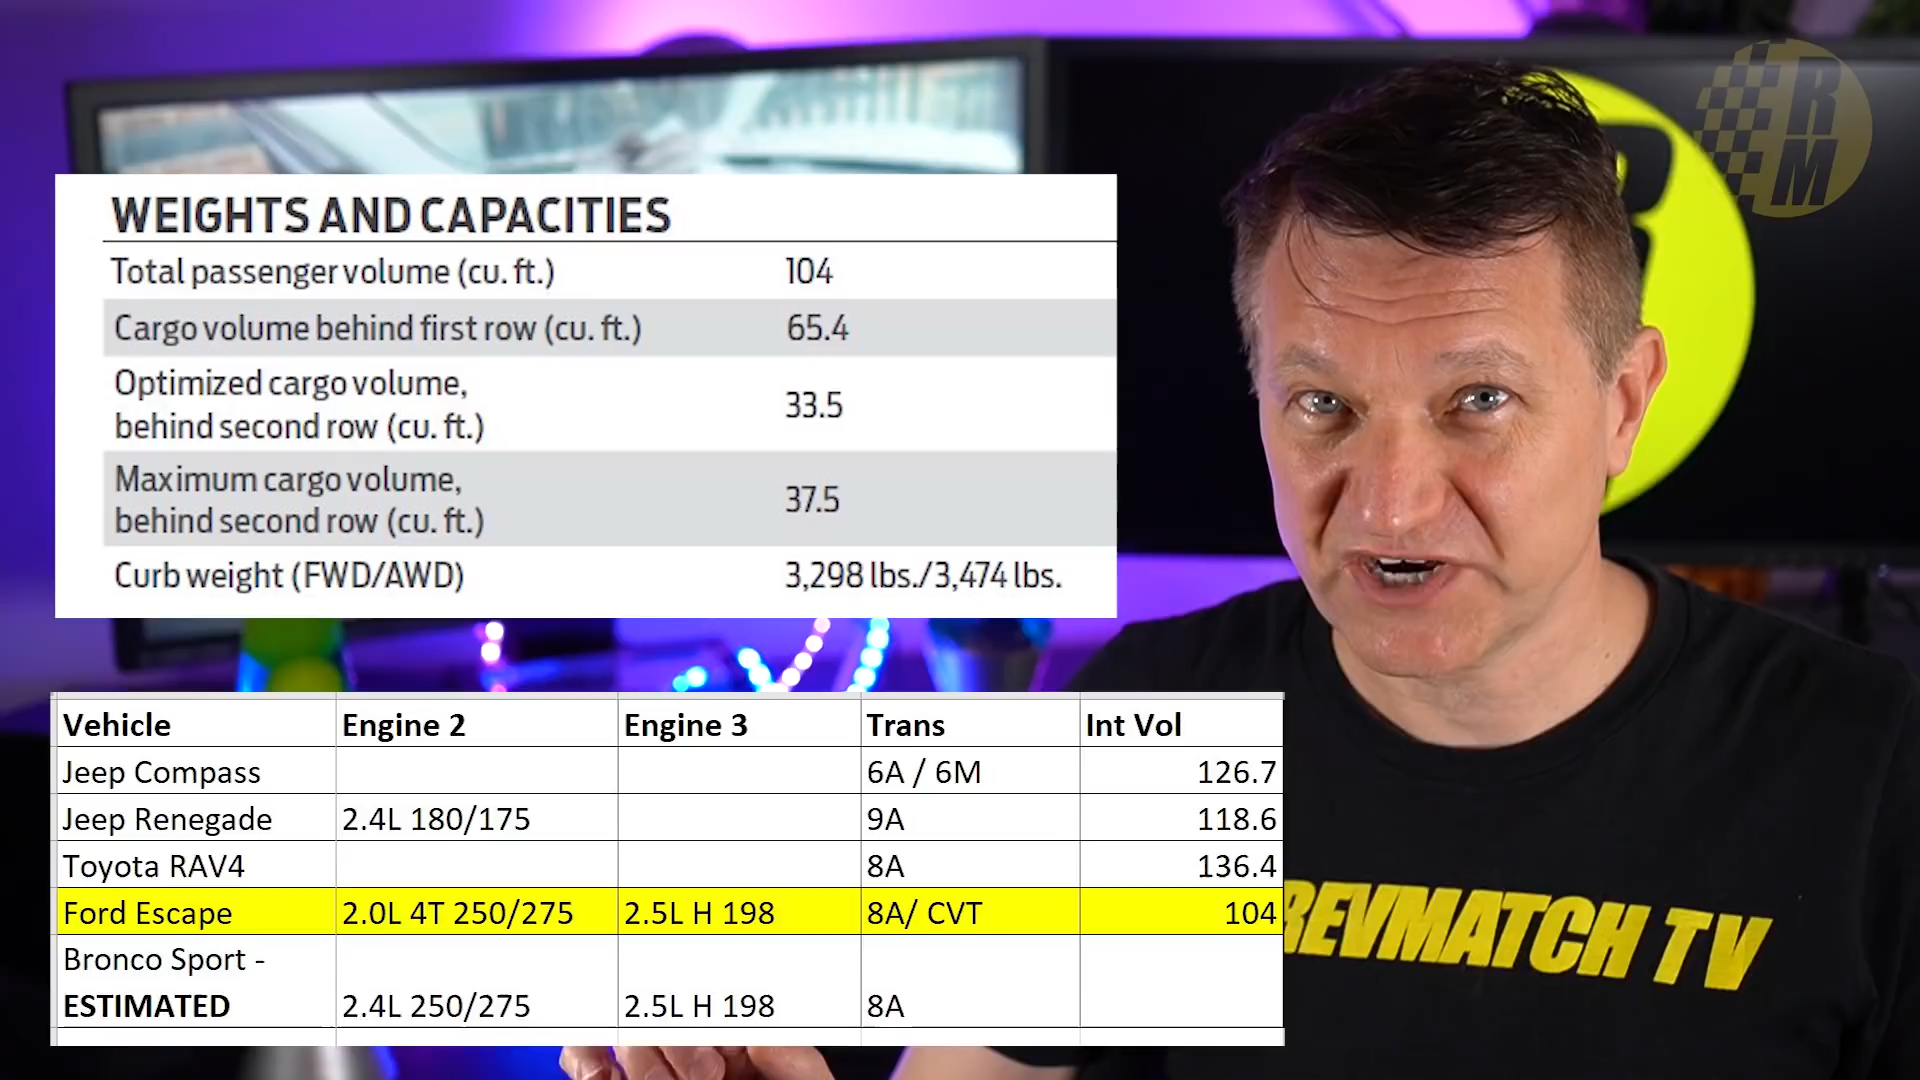 R
M
WEIGHTS AND CAPACITIES
Total passenger volume (cu. ft.) 104
Cargo volume behind first row (cu. ft.) 65.4
Optimized cargo volume,
behind second row (cu. ft.) 33.5
Maximum cargo volume,
behind second row (cu. ft.) 37.5
Curb weight (FWD/AWD) 3,298 lbs./3,474 lbs.
Vehicle Engine 2 Engine 3 Trans Int Vol
Jeep Compass 6A / 6M 126.7
Jeep Renegade 2.4L 180/175 9A 118.6
Toyota RAV4 8A 136.4
Ford Escape 2.0L 4T 250/275 2.5L H 198 8A/ CVT 104
Bronco Sport -
ESTIMATED 2.4L 250/275 2.5L H 198 8A
REVMATCH TV